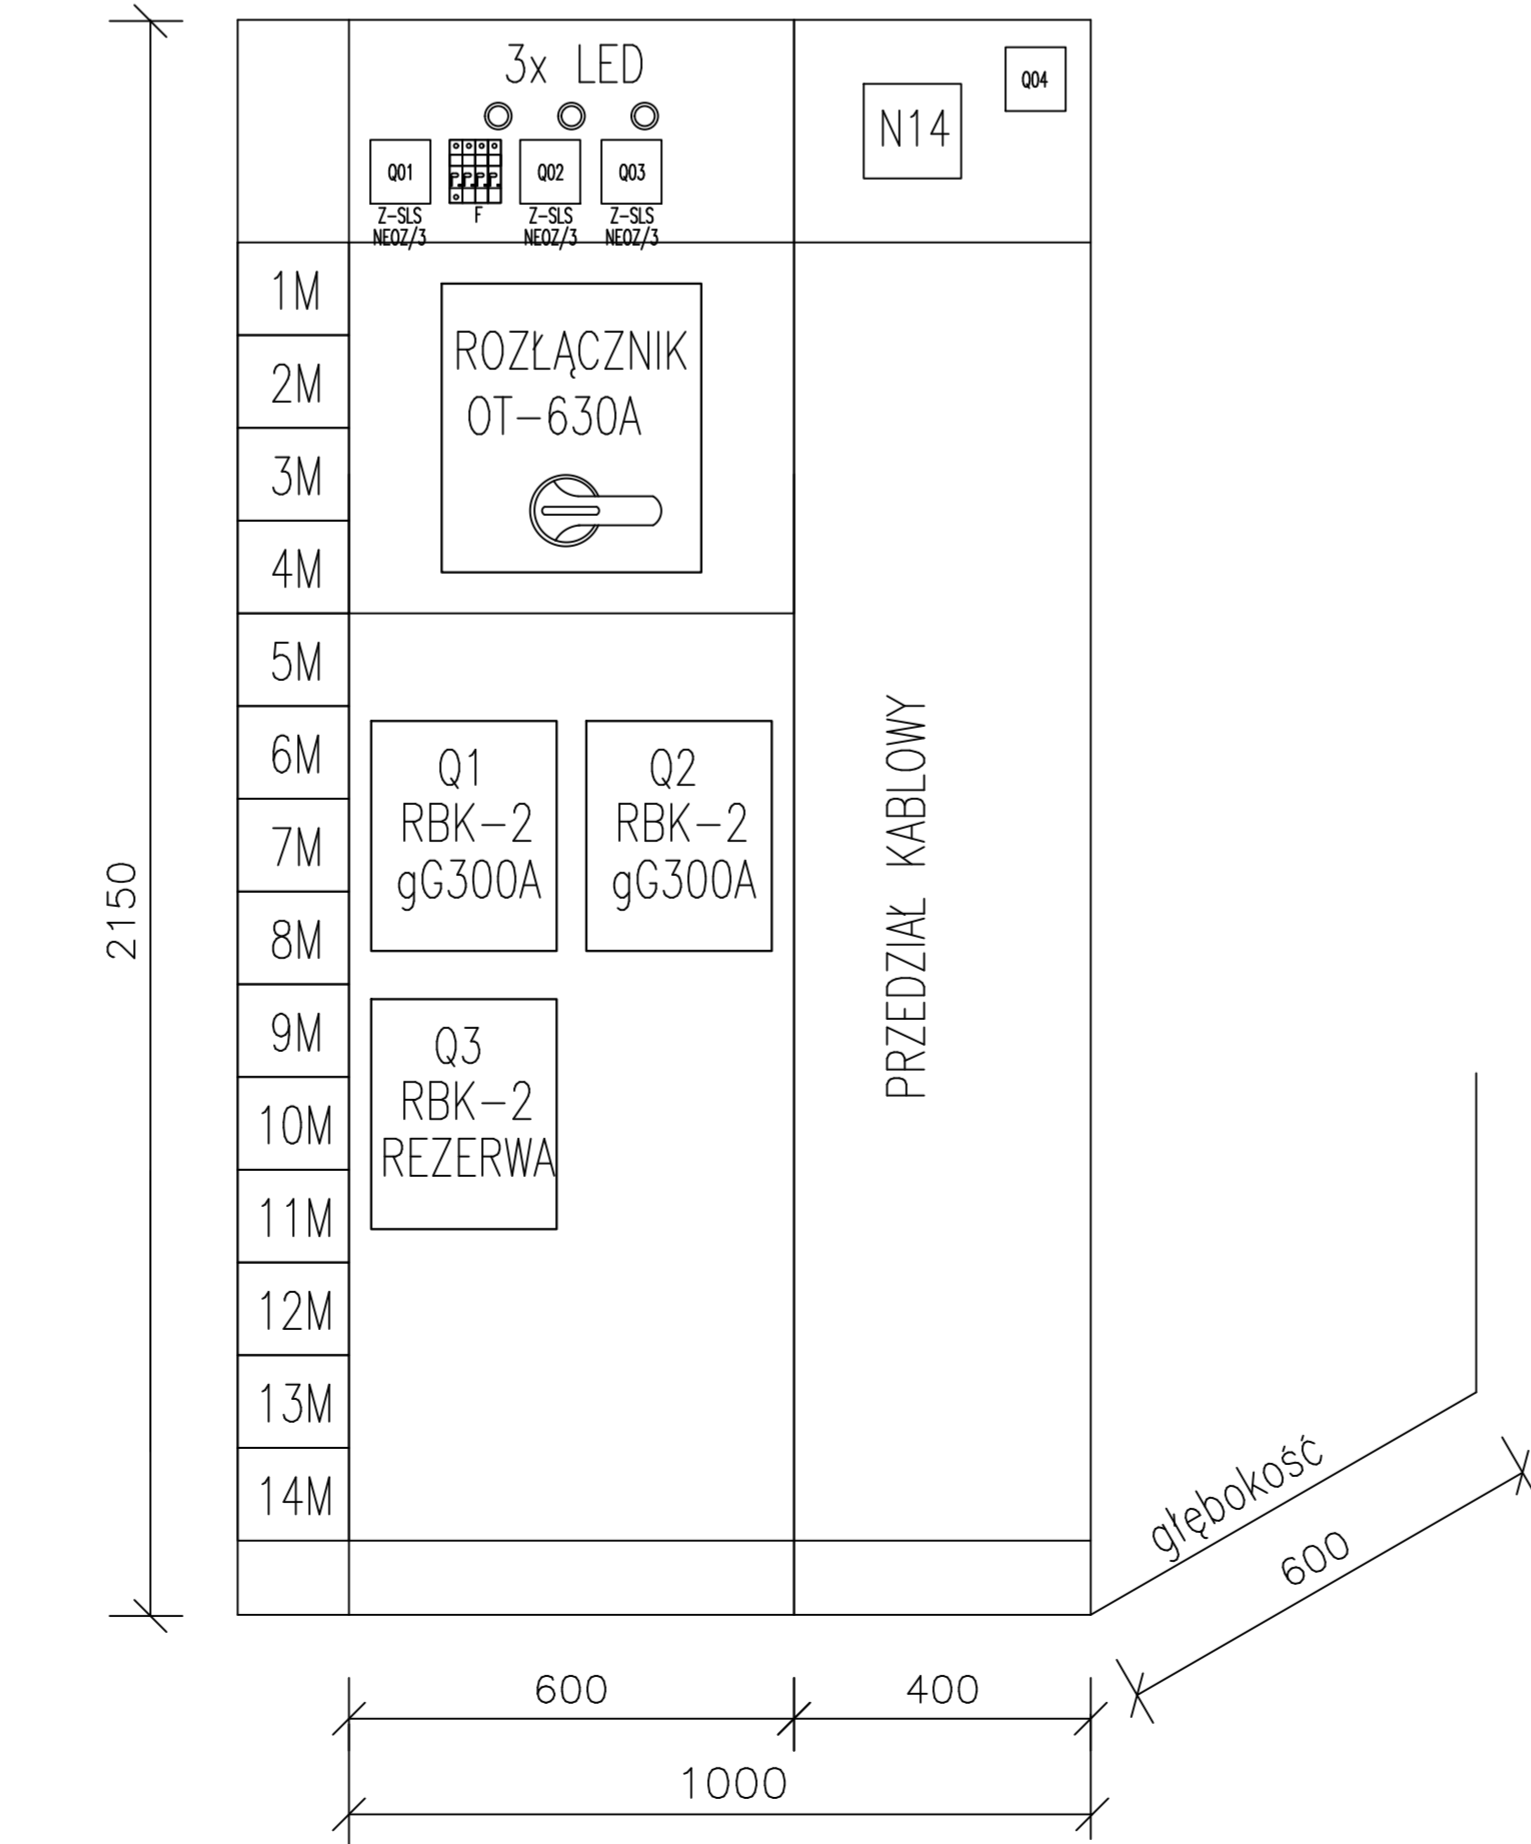 3x LED
Q04
N14
Q01
Q02
Q03
Z-SLS
NEOZ/3
F
Z-SLS
NEOZ/3
Z-SLS
NEOZ/3
1M
2M
3M
4M
5M
6M
7M
8M
9M
10M
11M
12M
13M
14M
ROZŁĄCZNIK
OT-630A
Q1
RBK-2
gG300A
Q2
RBK-2
gG300A
Q3
RBK-2
REZERWA
PRZEDZIAŁ KABLOWY
2150
głębokość
600
600
400
1000